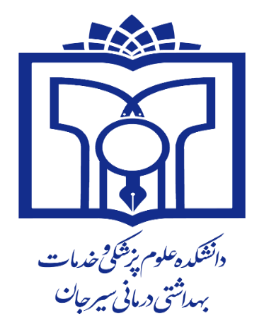 دانشکده علوم پزشکی و خدمات
بهداشتی درمانی سیرجان